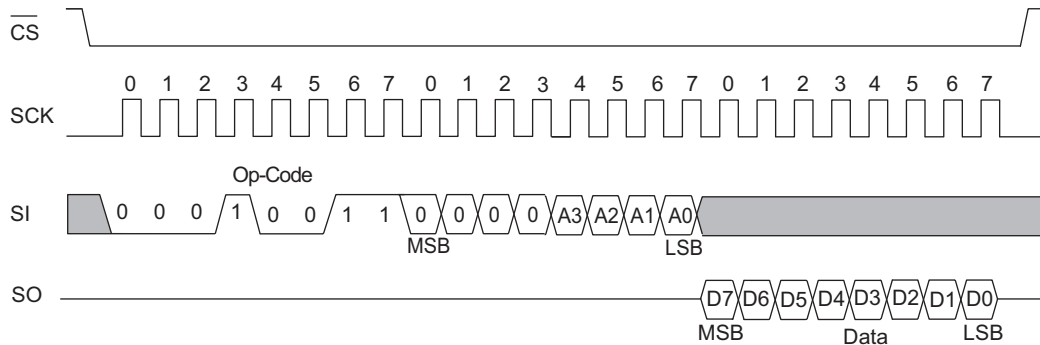 CS
0 1 2 3 4 5 6 7 0 1 2 3 4 5 6 7 0 1 2 3 4 5 6 7
SCK
Op-Code
SI 0 0 0 1 0 0 1 1 0 0 0 0 A3 A2 A1 A0
MSB LSB
SO D7 D6 D5 D4 D3 D2 D1 D0
MSB Data LSB